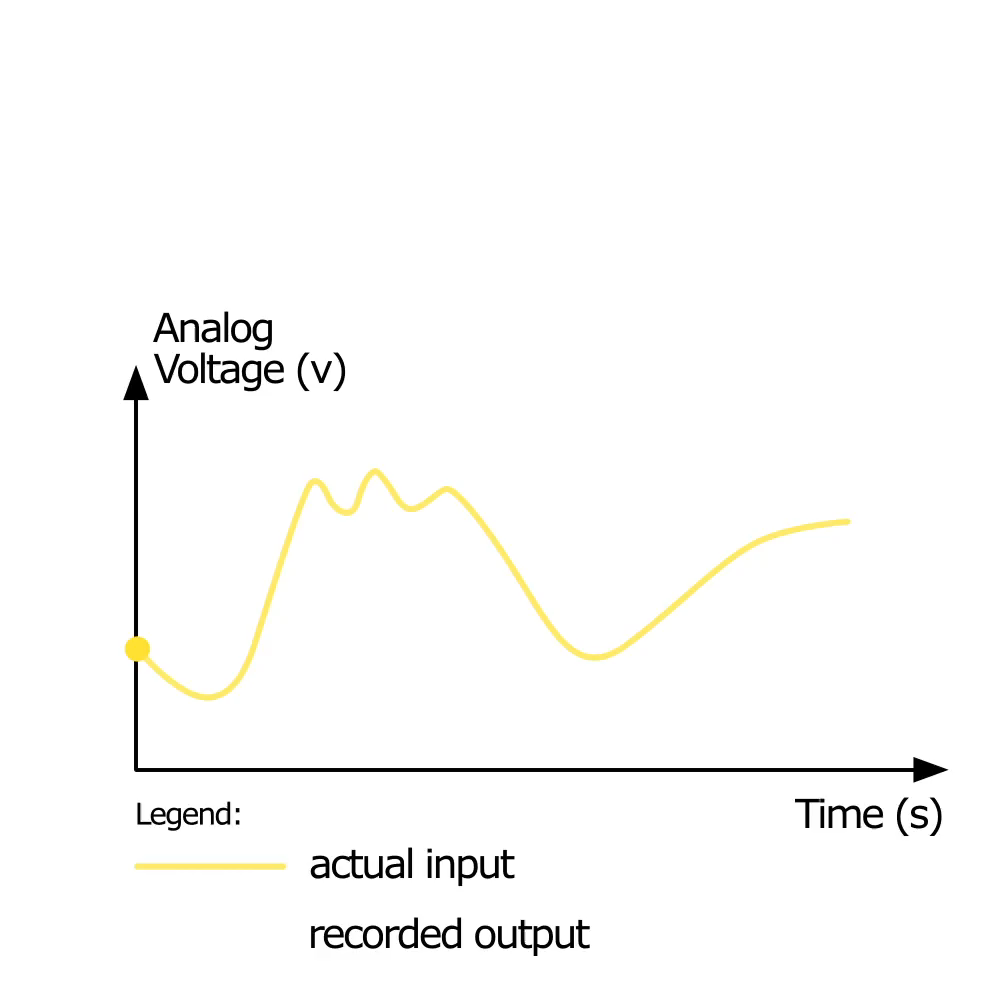 Analog
Voltage (v)
Time (s)
Legend:
actual input
recorded output